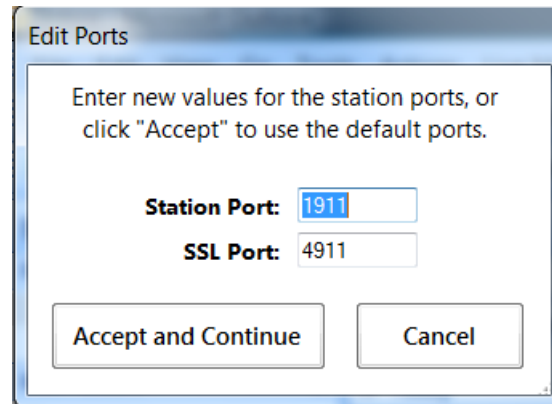 Edit Ports
Enter new values for the station ports, or
click "Accept" to use the default ports.
Station Port: 1911
SSL Port: 4911
Accept and Continue Cancel